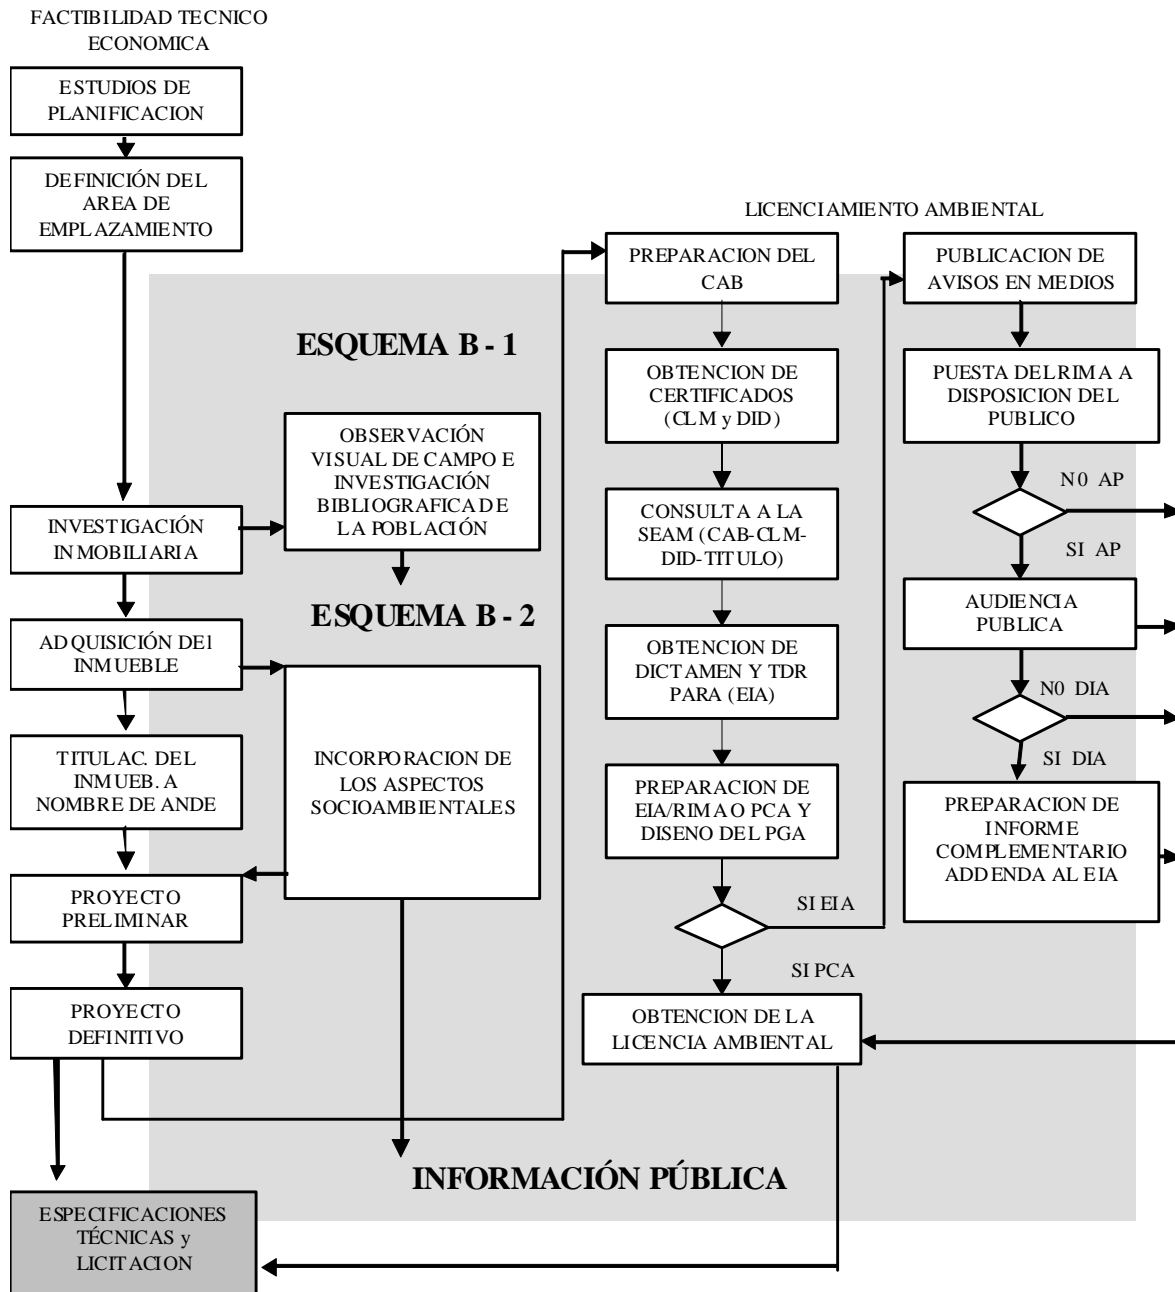 FACTIBILIDAD TECNICO
ECONOMICA
ESTUDIOS DE
PLANIFICACION
DEFINICIÓN DEL
AREA DE
EMPLAZAMIENTO
INVESTIGACIÓN
INMOBILIARIA
ADQUISICIÓN DEl
INMUEBLE
TITULAC. DEL
INMUEB. A
NOMBRE DE ANDE
PROYECTO
PRELIMINAR
PROYECTO
DEFINITIVO
ESPECIFICACIONES
TÉCNICAS y
LICITACION
ESQUEMA B - 1
OBSERVACIÓN
VISUAL DE CAMPO E
INVESTIGACIÓN
BIBLIOGRAFICA DE
LA POBLACIÓN
ESQUEMA B - 2
INCORPORACION DE
LOS ASPECTOS
SOCIOAMBIENTALES
INFORMACIÓN PÚBLICA
LICENCIAMIENTO AMBIENTAL
PREPARACION DEL
CAB
OBTENCION DE
CERTIFICADOS
(CLM y DID)
CONSULTA A LA
SEAM (CAB-CLM-
DID-TITULO)
OBTENCION DE
DICTAMEN Y TDR
PARA (EIA)
PREPARACION DE
EIA/RIMA O PCA Y
DISENO DEL PGA
SI EIA
SI PCA
OBTENCION DE LA
LICENCIA AMBIENTAL
PUBLICACION DE
AVISOS EN MEDIOS
PUESTA DEL RIMA A
DISPOSICION DEL
PUBLICO
N0 AP
SI AP
AUDIENCIA
PUBLICA
N0 DIA
SI DIA
PREPARACION DE
INFORME
COMPLEMENTARIO
ADDENDA AL EIA